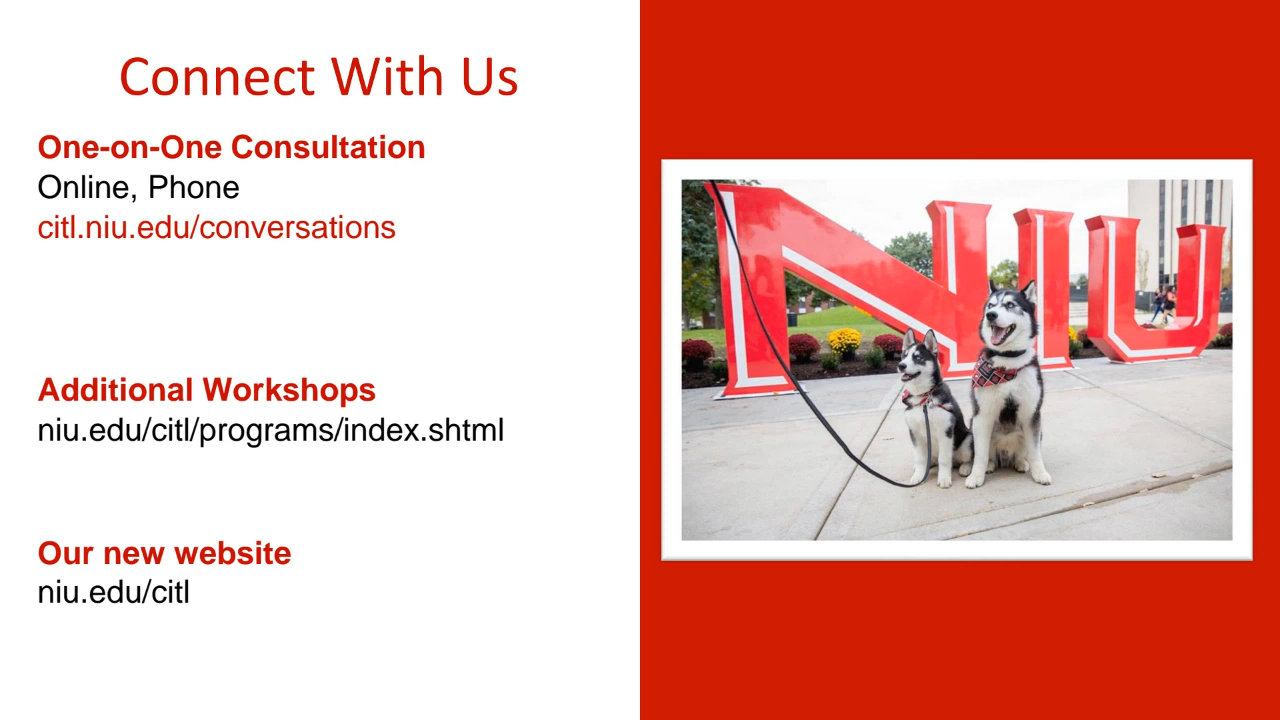 Connect With Us
One-on-One Consultation
Online, Phone
citl.niu.edu/conversations
Additional Workshops
niu.edu/citl/programs/index.shtml
Our new website
niu.edu/citl
NIU